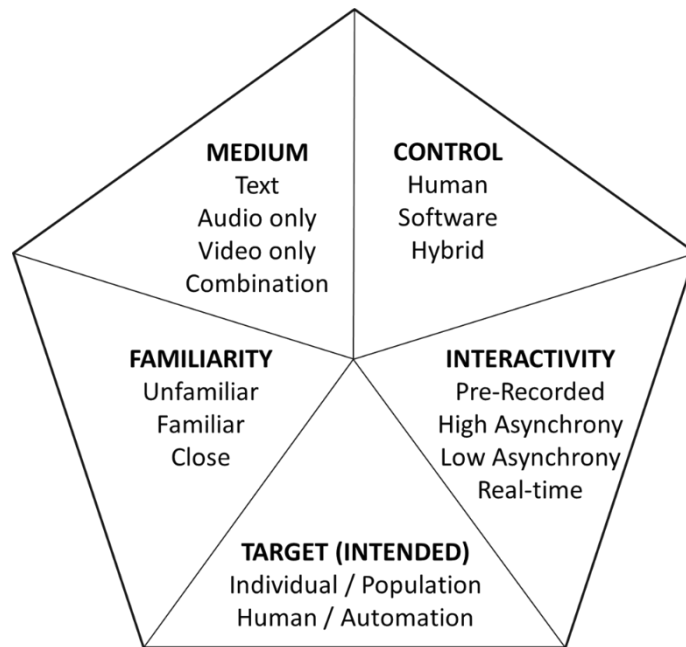 MEDIUM
Text
Audio only
Video only
Combination
CONTROL
Human
Software
Hybrid
FAMILIARITY
Unfamiliar
Familiar
Close
INTERACTIVITY
Pre-Recorded
High Asynchrony
Low Asynchrony
Real-time
TARGET (INTENDED)
Individual / Population
Human / Automation